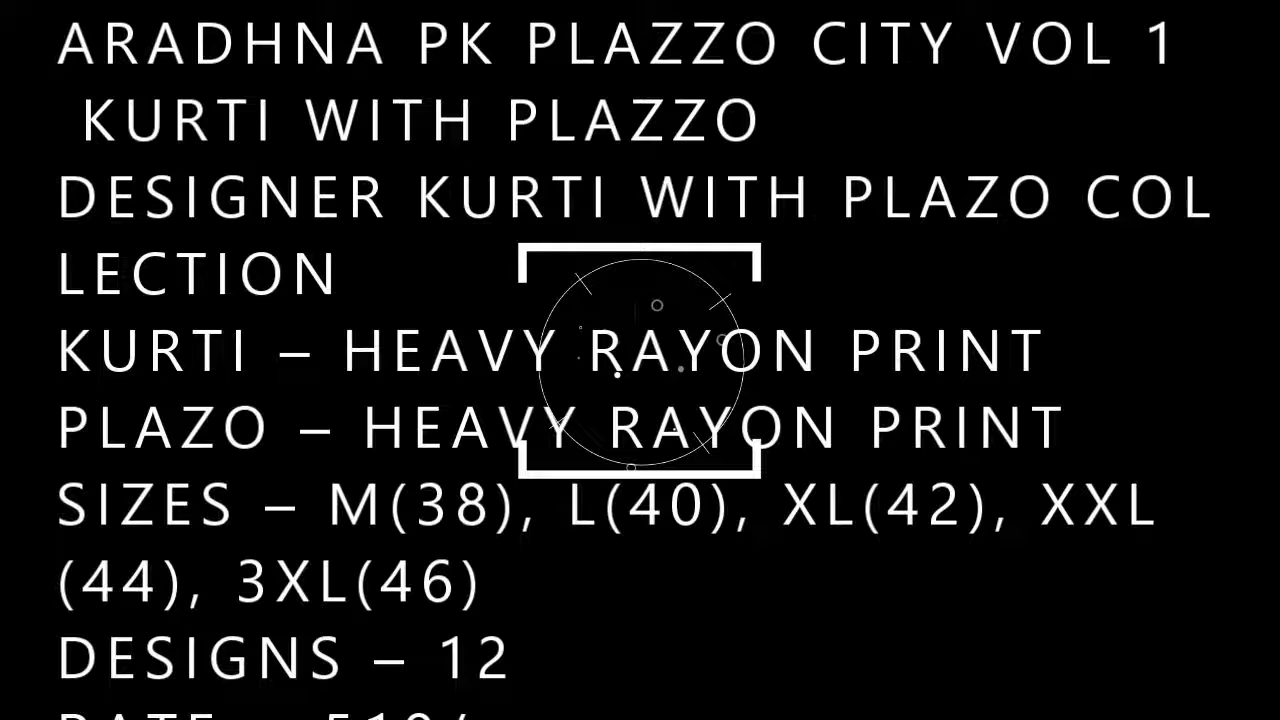 ARADHNA PK PLAZZO CITY VOL 1
KURTI WITH PLAZZO
DESIGNER KURTI WITH PLAZO COL
LECTION
KURTI – HEAVY RAYON PRINT
PLAZO – HEAVY RAYON PRINT
SIZES – M(38), L(40), XL(42), XXL
(44), 3XL(46)
DESIGNS – 12